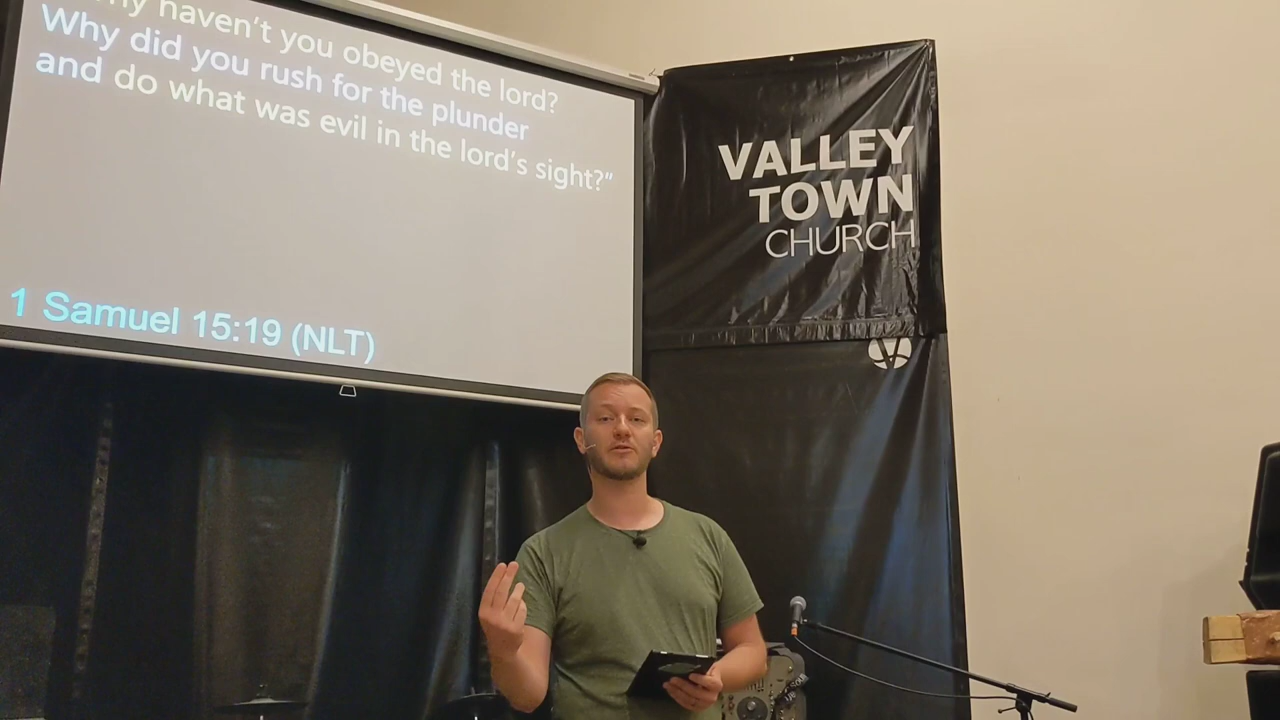 haven't you obeyed the lord?
Why did you rush for the plunder
and do what was evil in the lord's sight?"
1 Samuel 15:19 (NLT)
VALLEY
TOWN
CHURCH